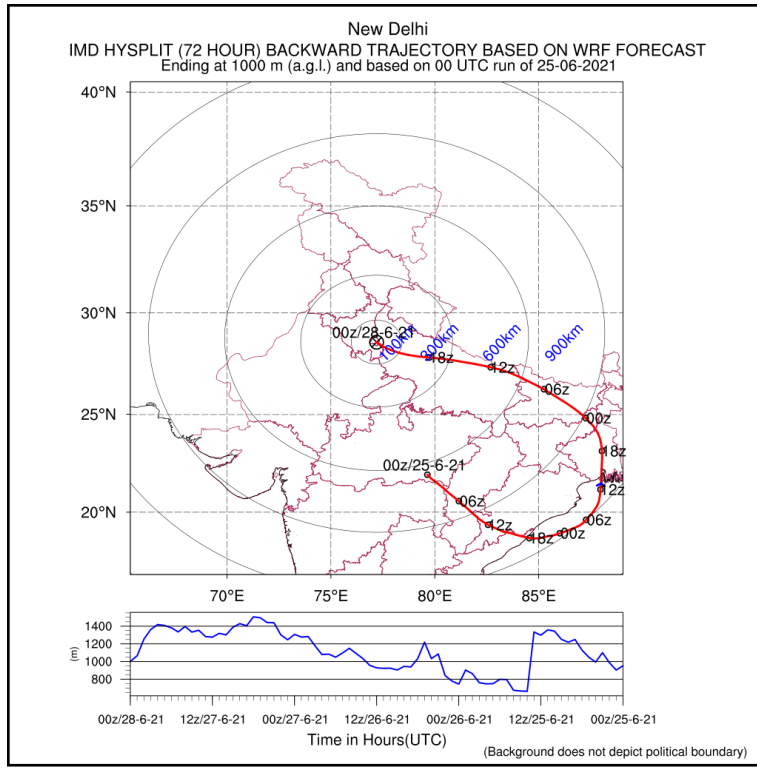 New Delhi
IMD HYSPLIT (72 HOUR) BACKWARD TRAJECTORY BASED ON WRF FORECAST
Ending at 1000 m (a.g.l.) and based on 00 UTC run of 25-06-2021
40°N
35°N
30°N
00z/28-6-21
100km
300km
600km
900km
18z
12z
06z
25°N
00z
18z
00z/25-6-21
12z
06z
20°N
12z
18z
00z
06z
70°E 75°E 80°E 85°E
1400
1200
1000
800
(m)
00z/28-6-21 12z/27-6-21 00z/27-6-21 12z/26-6-21 00z/26-6-21 12z/25-6-21 00z/25-6-21
Time in Hours(UTC)
(Background does not depict political boundary)